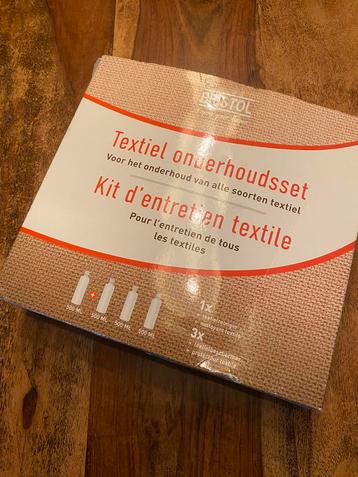 BRISTOL
Textiel onderhoudsset
Voor het onderhoud van alle soorten textiel
Kit d'entretien textile
Pour l'entretien de tous
les textiles
1x
3x
500 ML
500 ML
500 ML
500 ML